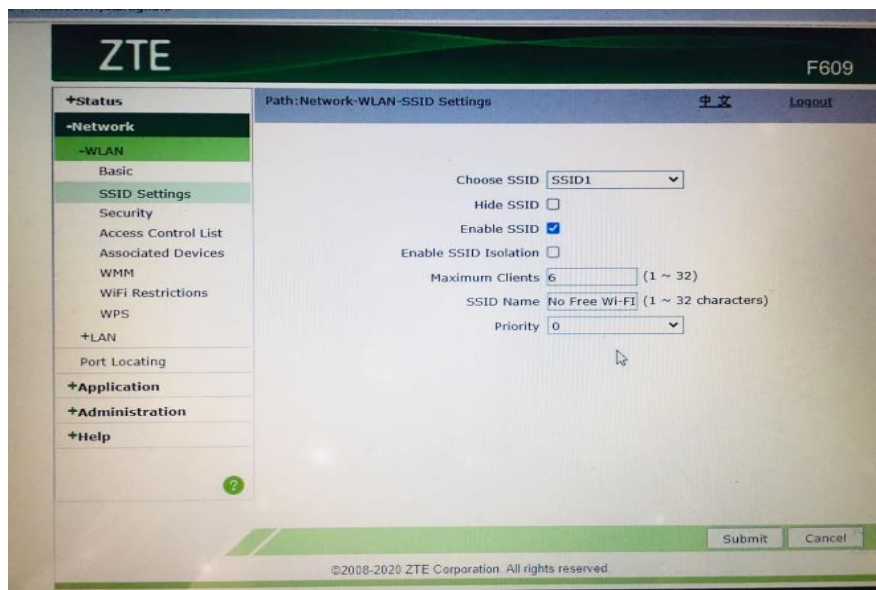 ZTE
F609
+Status
Path:Network-WLAN-SSID Settings 中文 Logout
-Network
-WLAN
Basic
SSID Settings
Security
Access Control List
Associated Devices
WMM
WiFi Restrictions
WPS
+LAN
Port Locating
+Application
+Administration
+Help
?
Choose SSID SSID1
Hide SSID
Enable SSID
Enable SSID Isolation
Maximum Clients 6 (1 ~ 32)
SSID Name No Free Wi-FI (1 ~ 32 characters)
Priority 0
Submit Cancel
©2008-2020 ZTE Corporation. All rights reserved.